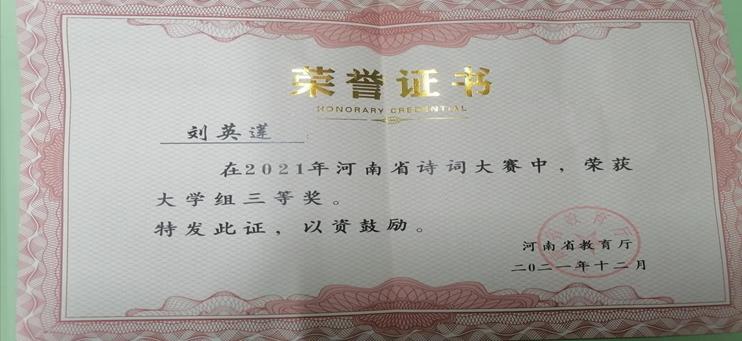 荣誉证书
HONORARY CREDENTIAL
刘英莲
在2021年河南省诗词大赛中，荣获
大学组三等奖。
特发此证，以资鼓励。
河南省教育厅
二〇二一年十二月